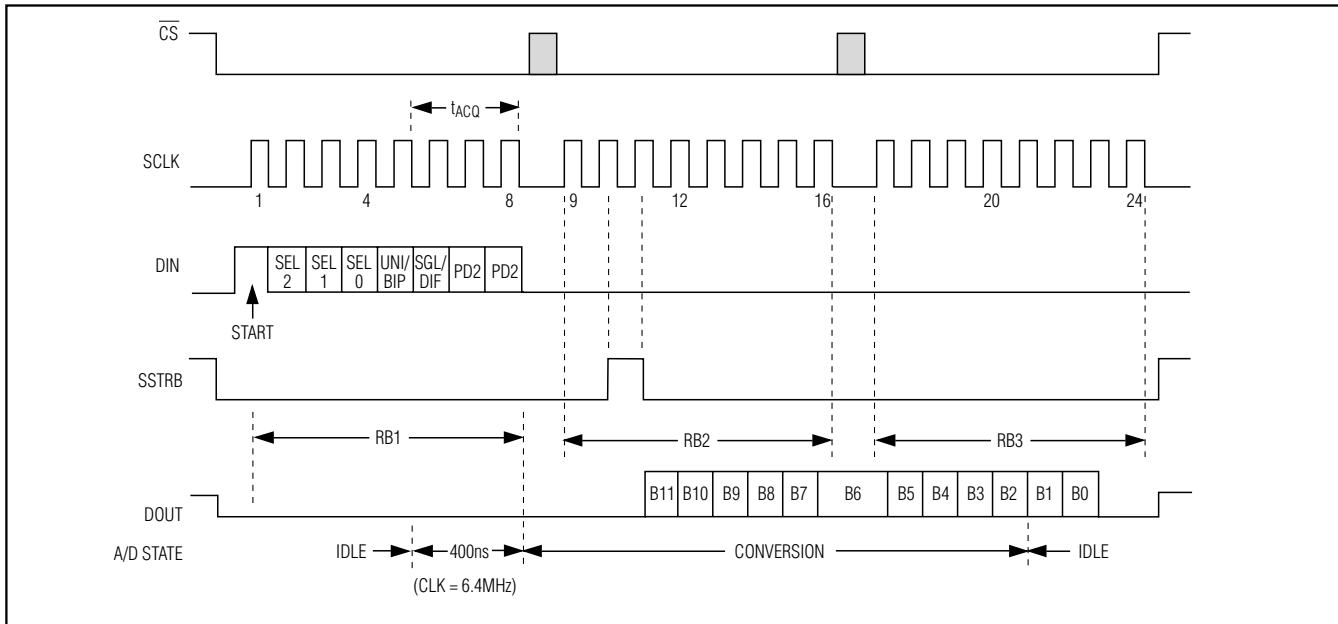 CS
tACQ
SCLK
1 4 8 9 12 16 20 24
DIN
SEL 2 SEL 1 SEL 0 UNI/ BIP SGL/ DIF PD2 PD2
START
SSTRB
RB1 RB2 RB3
DOUT
B11 B10 B9 B8 B7 B6 B5 B4 B3 B2 B1 B0
A/D STATE IDLE 400ns CONVERSION IDLE
(CLK = 6.4MHz)